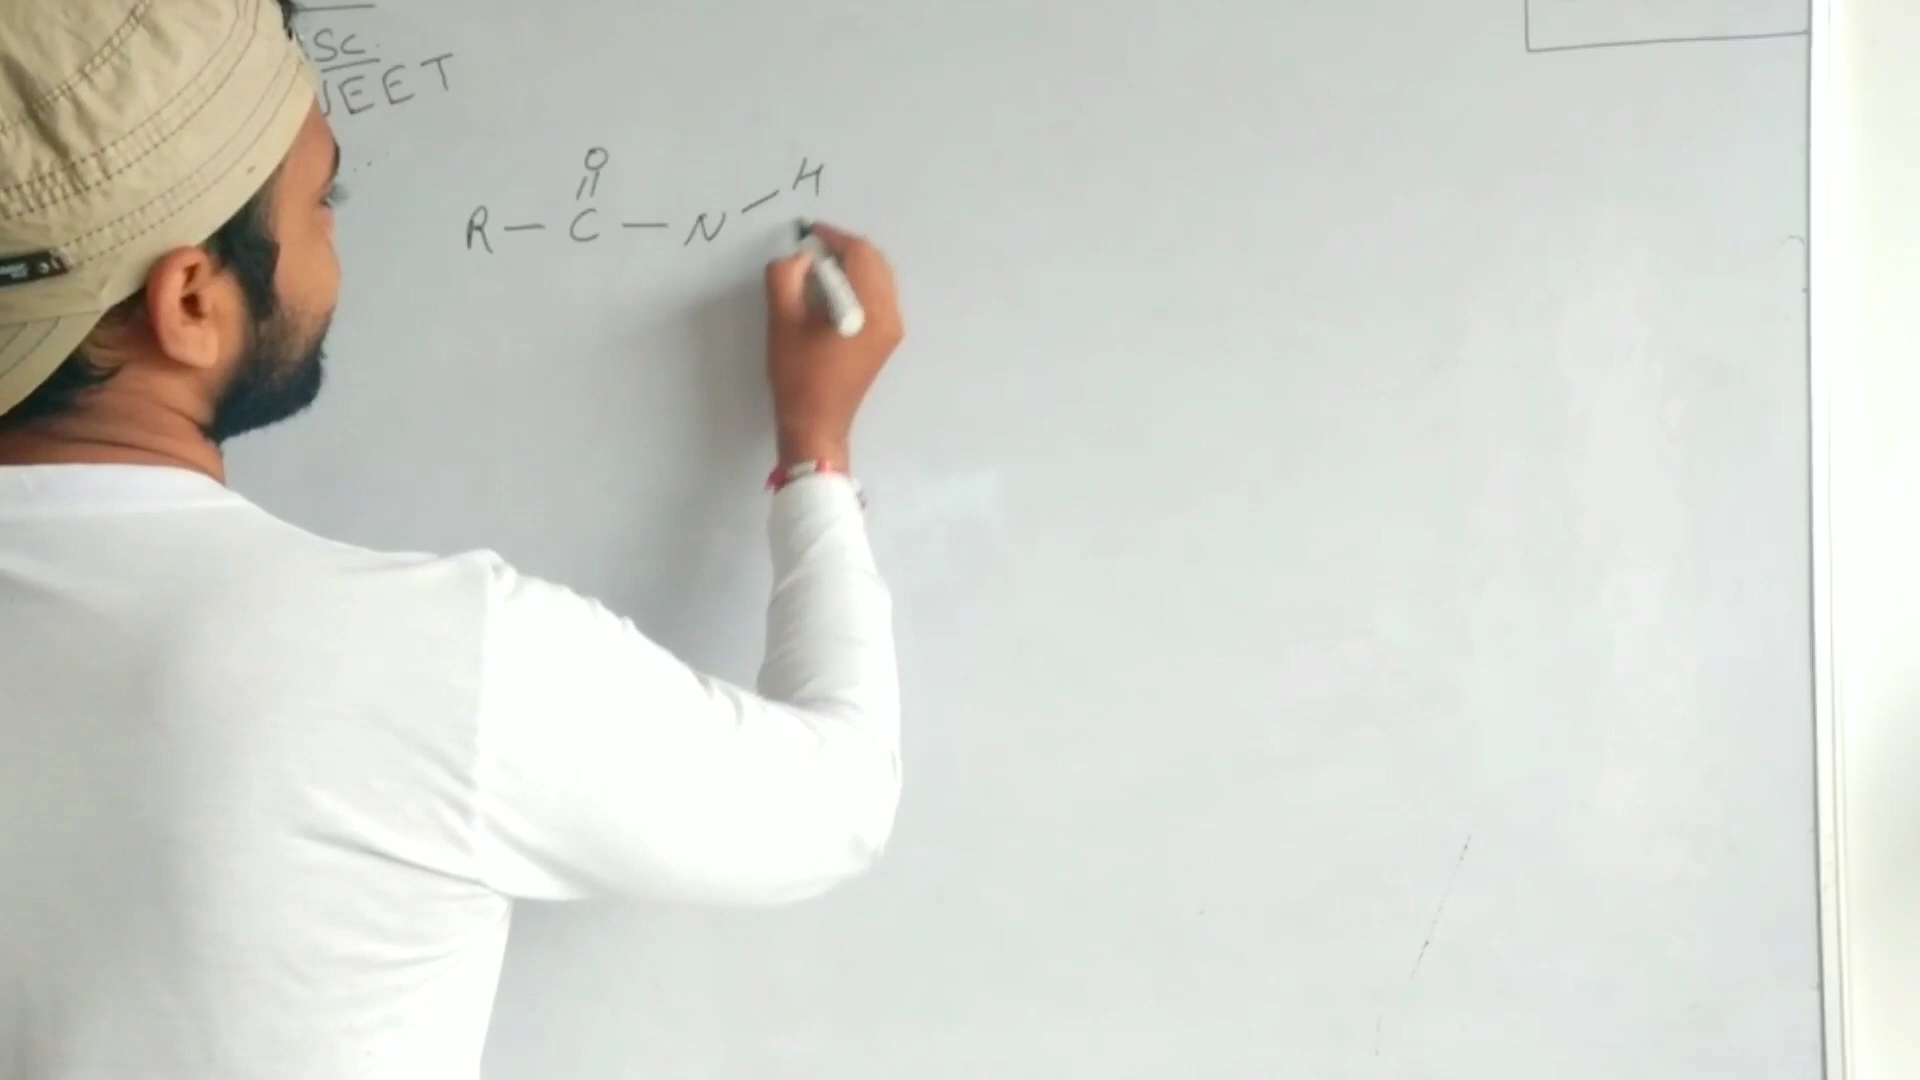 Sc.
JEET
O
||
R — C — N — H